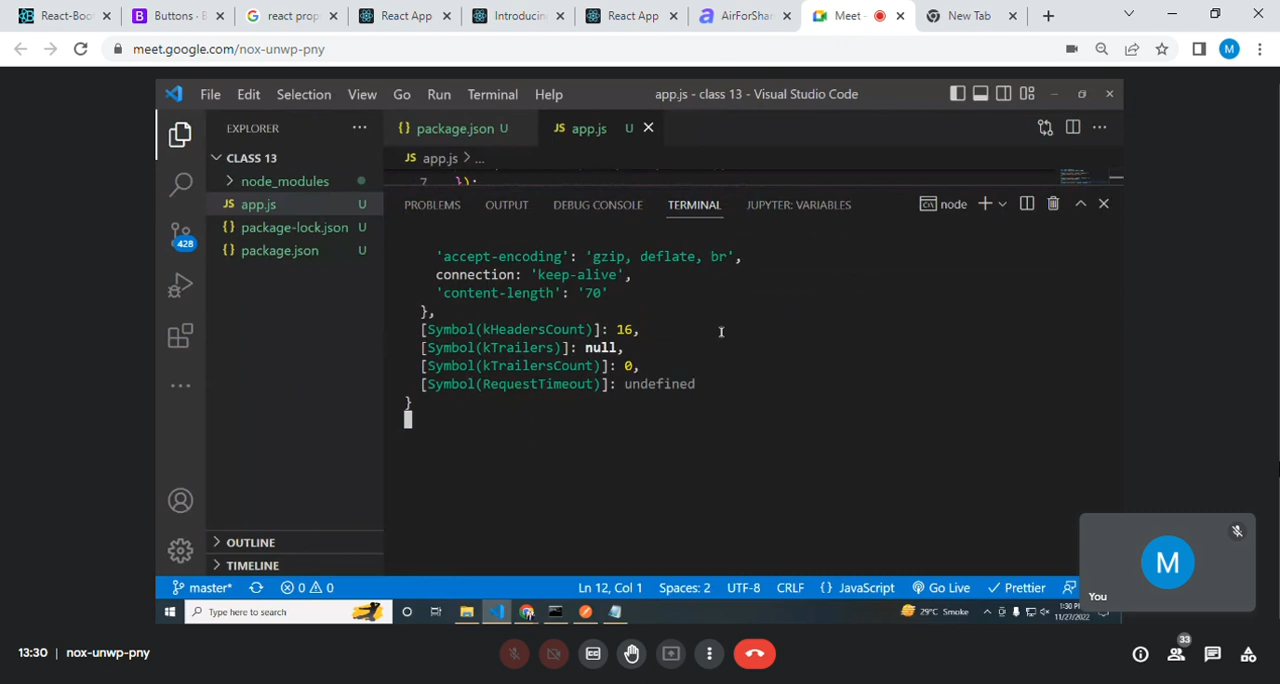 React-Boo
Buttons · B
react prop
React App
Introducin
React App
AirForShar
Meet -
New Tab
meet.google.com/nox-unwp-pny
M
File Edit Selection View Go Run Terminal Help
app.js - class 13 - Visual Studio Code
EXPLORER
{} package.json U
JS app.js U
CLASS 13
JS app.js > ...
node_modules
7 });
JS app.js U
PROBLEMS OUTPUT DEBUG CONSOLE TERMINAL JUPYTER: VARIABLES
node
{} package-lock.json U
{} package.json U
428
'accept-encoding': 'gzip, deflate, br',
connection: 'keep-alive',
'content-length': '70'
},
[Symbol(kHeadersCount)]: 16,
[Symbol(kTrailers)]: null,
[Symbol(kTrailersCount)]: 0,
[Symbol(RequestTimeout)]: undefined
}
OUTLINE
TIMELINE
M
You
master*
0 0
Ln 12, Col 1 Spaces: 2 UTF-8 CRLF {} JavaScript Go Live Prettier
Type here to search
29°C Smoke
1:30 P
11/27/2022
13:30 | nox-unwp-pny
33